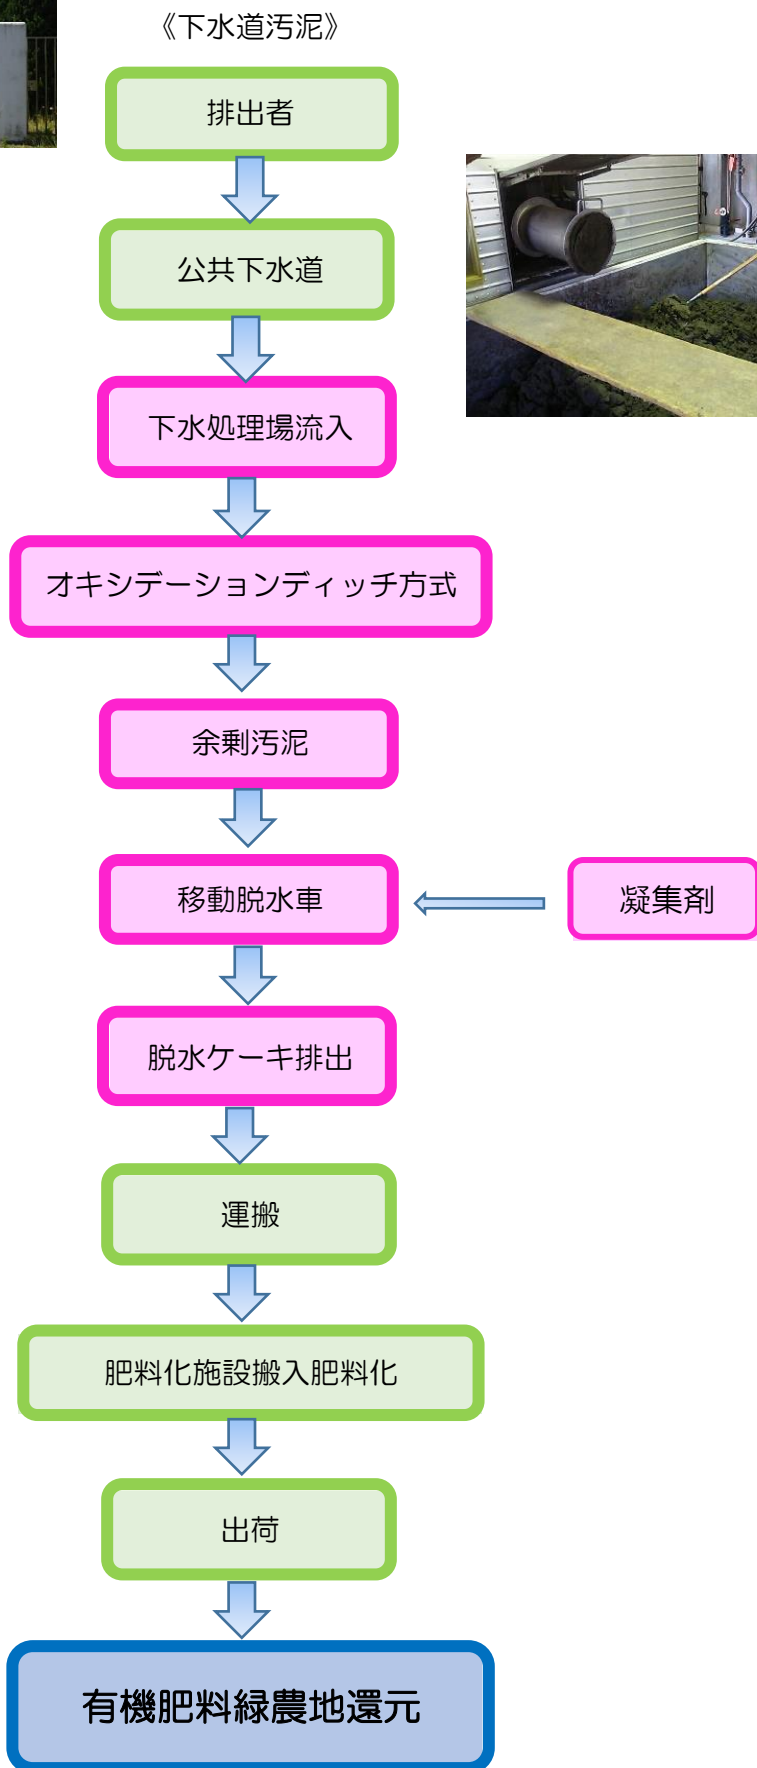 《下水道汚泥》
排出者
公共下水道
下水処理場流入
オキシデーションディッチ方式
余剰汚泥
移動脱水車
凝集剤
脱水ケーキ排出
運搬
肥料化施設搬入肥料化
出荷
有機肥料緑農地還元